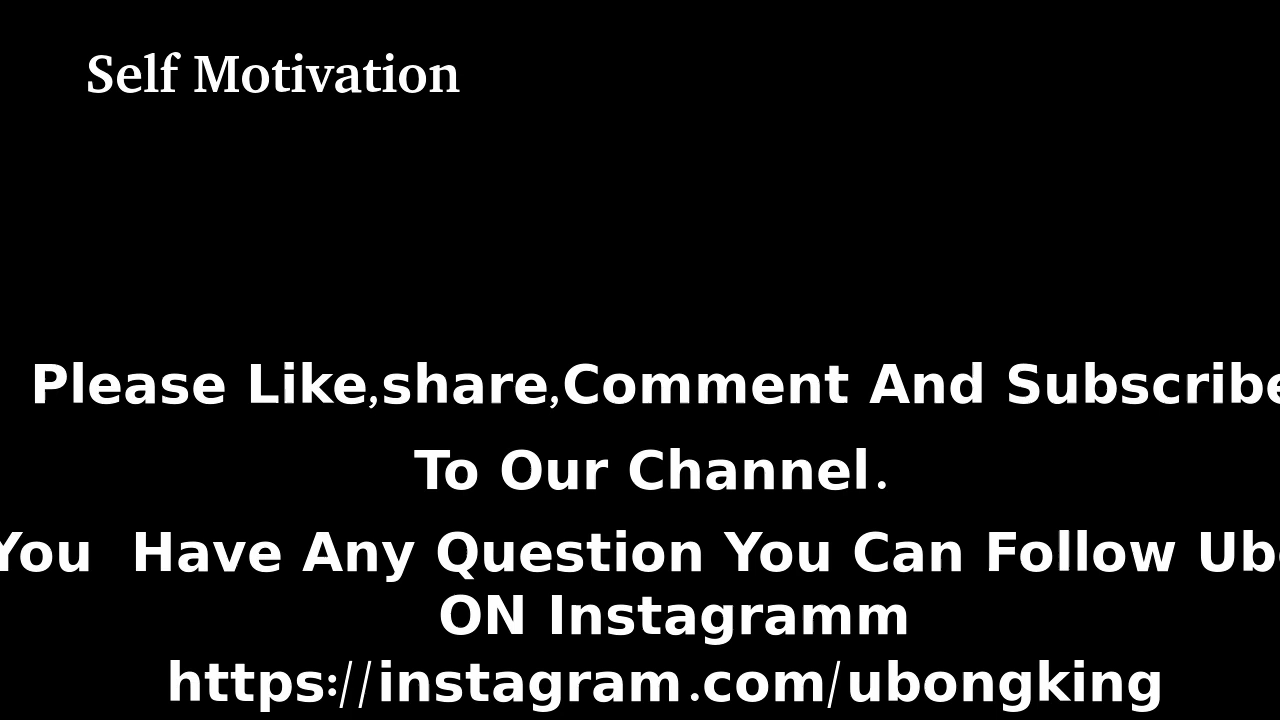 Self Motivation
Please Like,share,Comment And Subscribe
To Our Channel.
You Have Any Question You Can Follow
ON Instagramm
https://instagram.com/ubongking